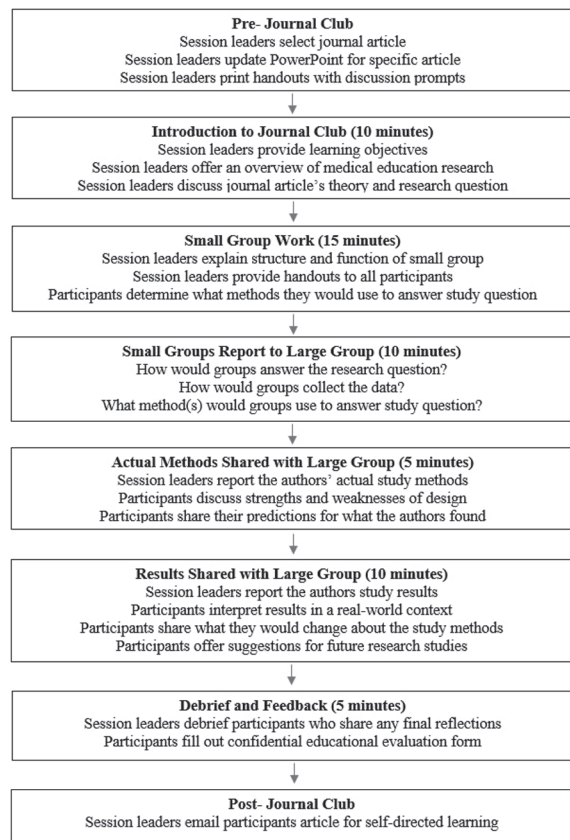 Pre- Journal Club
Session leaders select journal article
Session leaders update PowerPoint for specific article
Session leaders print handouts with discussion prompts
Introduction to Journal Club (10 minutes)
Session leaders provide learning objectives
Session leaders offer an overview of medical education research
Session leaders discuss journal article's theory and research question
Small Group Work (15 minutes)
Session leaders explain structure and function of small group
Session leaders provide handouts to all participants
Participants determine what methods they would use to answer study question
Small Groups Report to Large Group (10 minutes)
How would groups answer the research question?
How would groups collect the data?
What method(s) would groups use to answer study question?
Actual Methods Shared with Large Group (5 minutes)
Session leaders report the authors' actual study methods
Participants discuss strengths and weaknesses of design
Participants share their predictions for what the authors found
Results Shared with Large Group (10 minutes)
Session leaders report the authors study results
Participants interpret results in a real-world context
Participants share what they would change about the study methods
Participants offer suggestions for future research studies
Debrief and Feedback (5 minutes)
Session leaders debrief participants who share any final reflections
Participants fill out confidential educational evaluation form
Post- Journal Club
Session leaders email participants article for self-directed learning